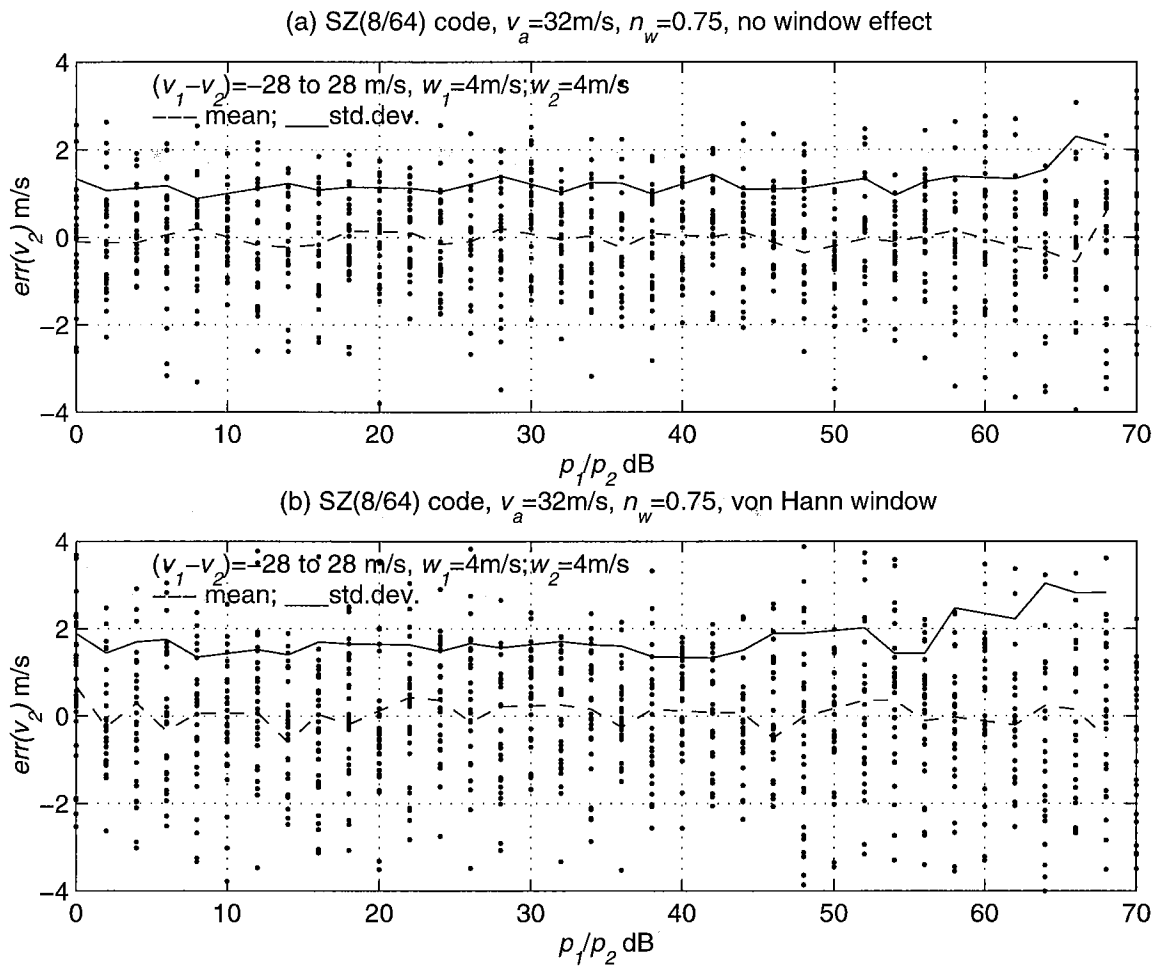 (a) SZ(8/64) code, v_a=32m/s, n_w=0.75, no window effect
4
2
0
−2
−4
err(v_2) m/s
(v_1−v_2)=−28 to 28 m/s, w_1=4m/s;w_2=4m/s
−−− mean; ___std.dev.
0 10 20 30 40 50 60 70
p_1/p_2 dB
(b) SZ(8/64) code, v_a=32m/s, n_w=0.75, von Hann window
4
2
0
−2
−4
err(v_2) m/s
(v_1−v_2)=−28 to 28 m/s, w_1=4m/s;w_2=4m/s
−−− mean; ___std.dev.
0 10 20 30 40 50 60 70
p_1/p_2 dB